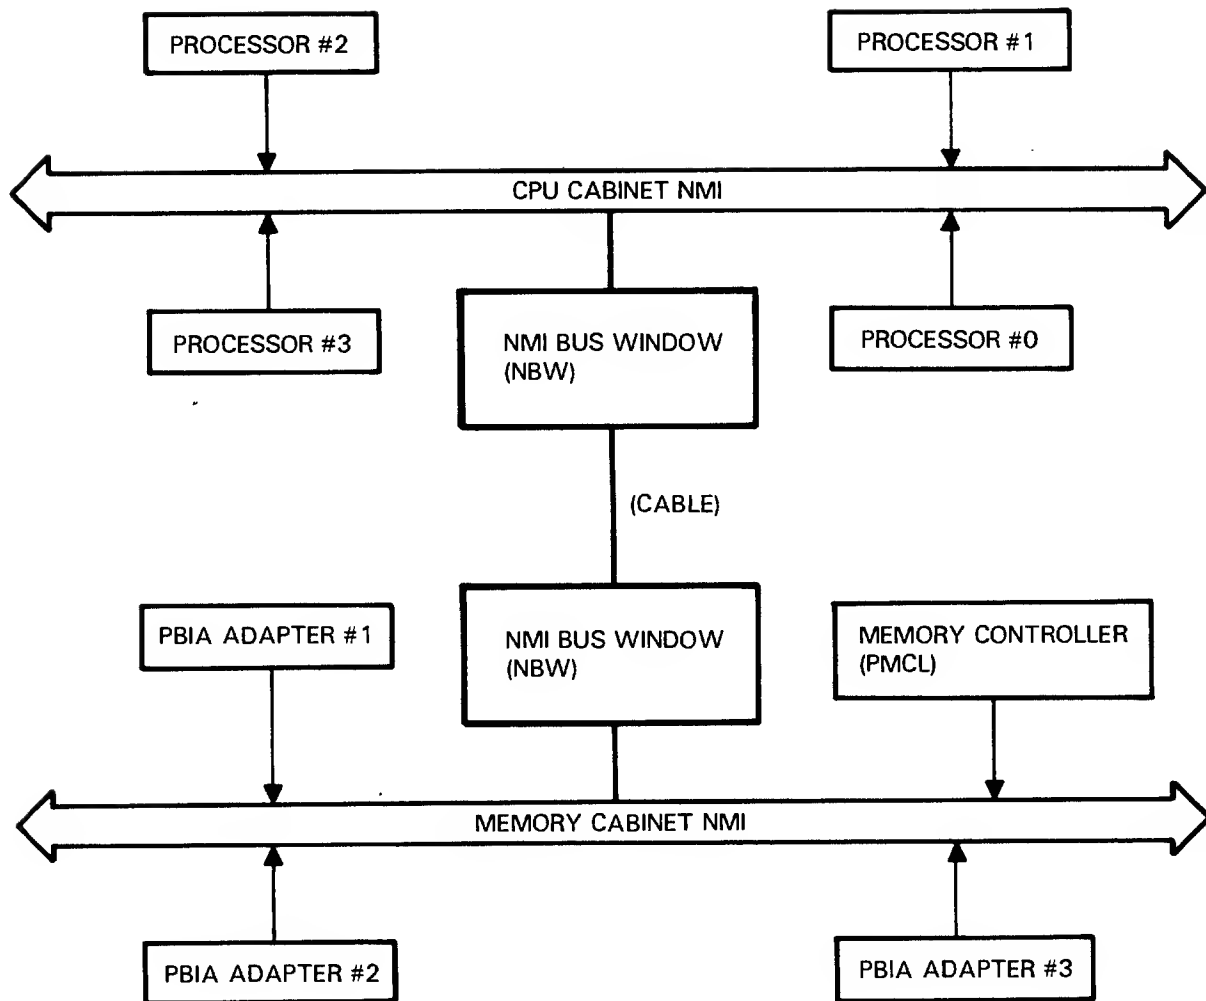 PROCESSOR #2
PROCESSOR #1
CPU CABINET NMI
PROCESSOR #3
NMI BUS WINDOW
(NBW)
PROCESSOR #0
(CABLE)
PBIA ADAPTER #1
NMI BUS WINDOW
(NBW)
MEMORY CONTROLLER
(PMCL)
MEMORY CABINET NMI
PBIA ADAPTER #2
PBIA ADAPTER #3